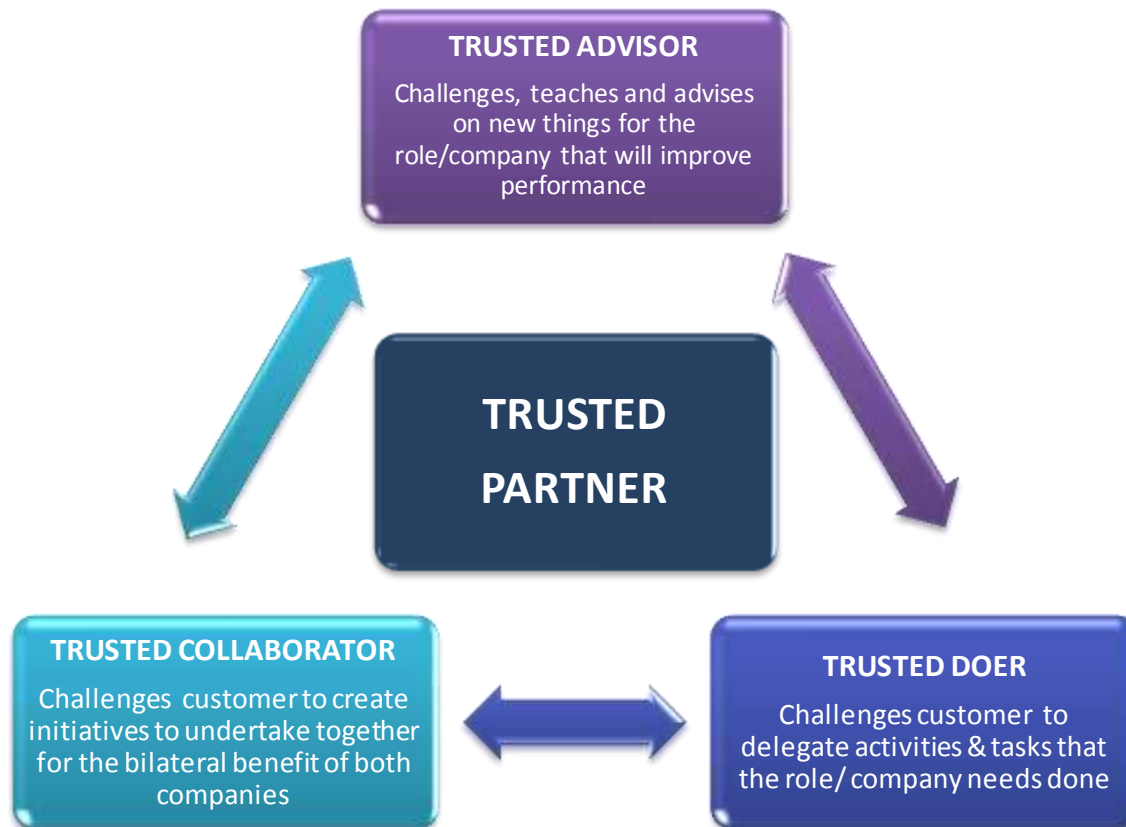 TRUSTED ADVISOR
Challenges, teaches and advises
on new things for the
role/company that will improve
performance
TRUSTED
PARTNER
TRUSTED COLLABORATOR
Challenges customer to create
initiatives to undertake together
for the bilateral benefit of both
companies
TRUSTED DOER
Challenges customer to
delegate activities & tasks that
the role/ company needs done